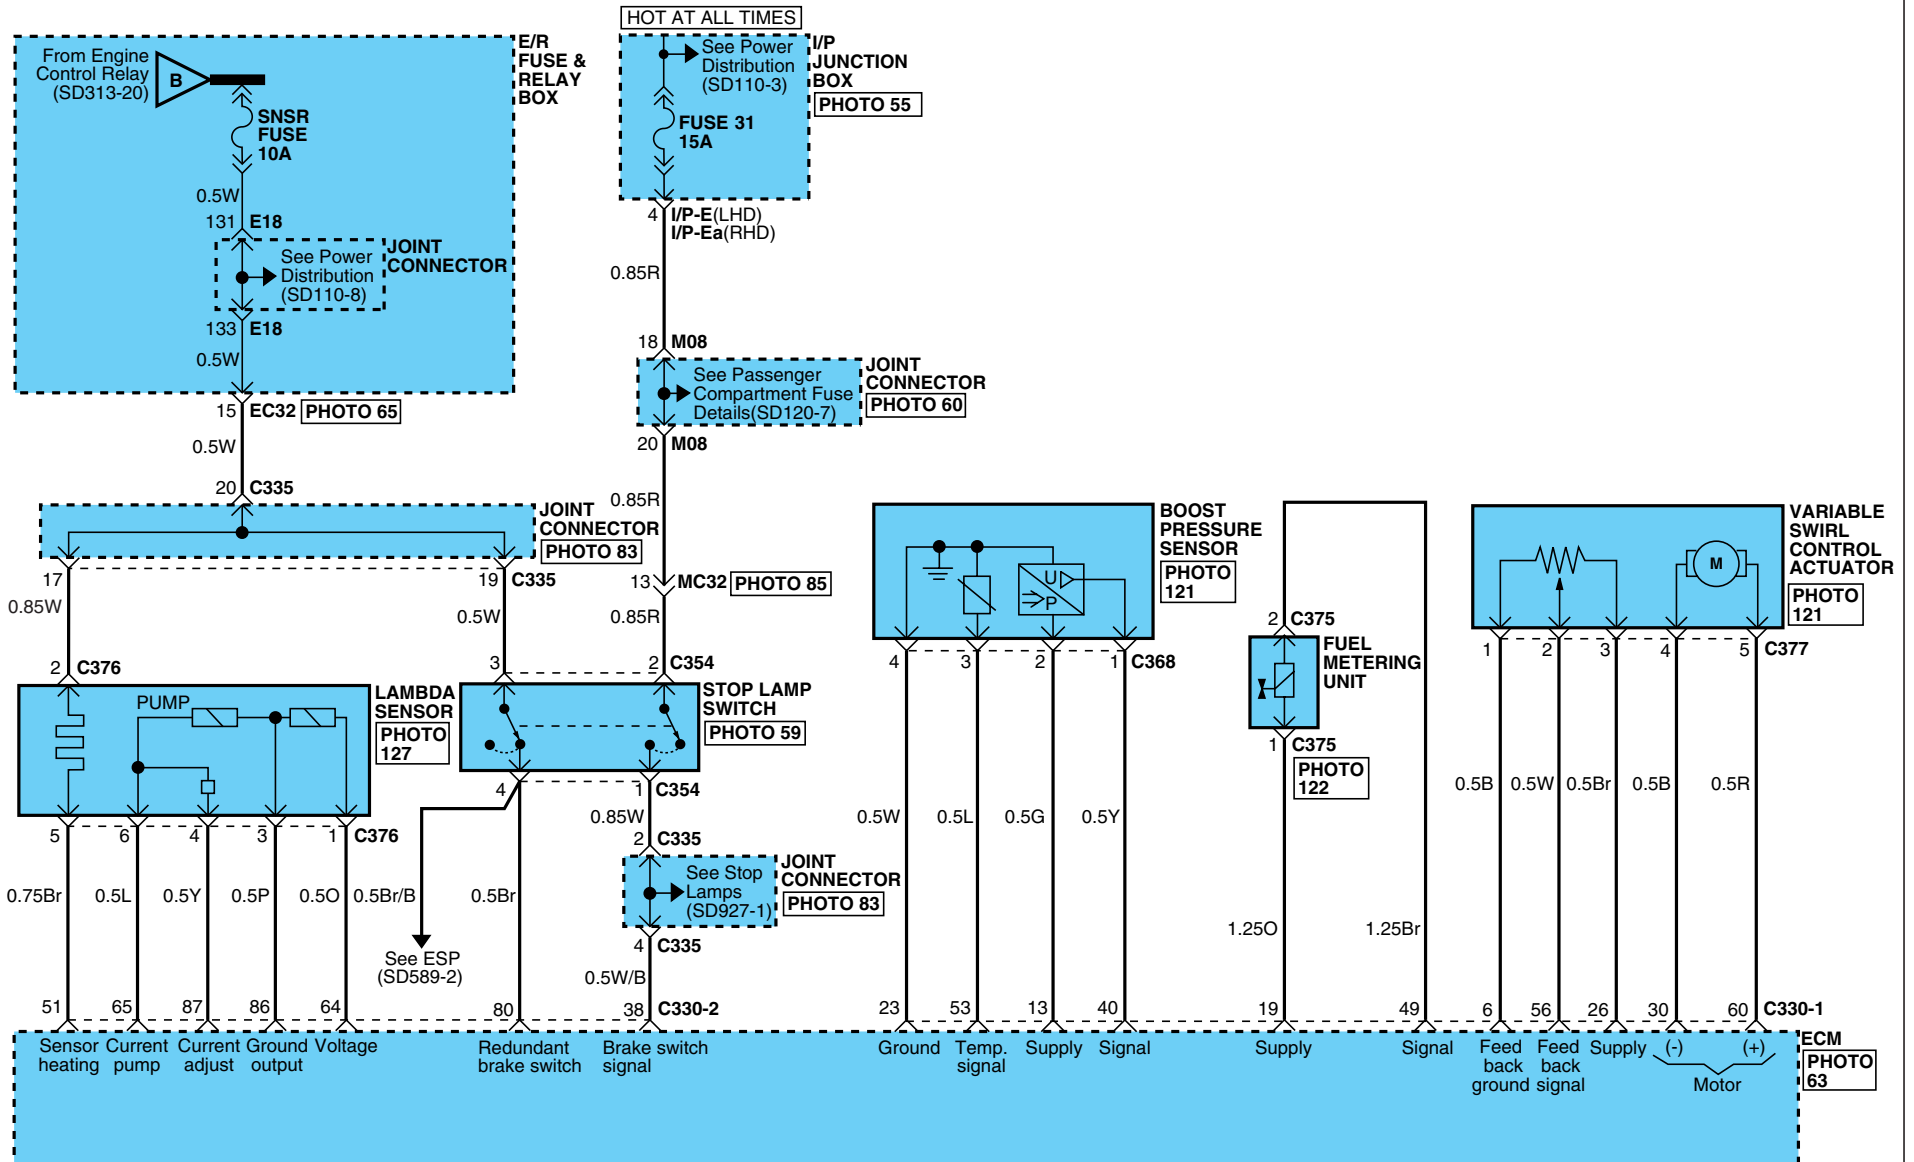 HOT AT ALL TIMES
From Engine
Control Relay
(SD313-20)
B
SNSR
FUSE
10A
E/R
FUSE &
RELAY
BOX
0.5W
131 E18
See Power
Distribution
(SD110-8)
JOINT
CONNECTOR
133 E18
0.5W
15 EC32 PHOTO 65
0.5W
20 C335
JOINT
CONNECTOR
PHOTO 83
17
19 C335
0.85W
0.5W
See Power
Distribution
(SD110-3)
I/P
JUNCTION
BOX
PHOTO 55
FUSE 31
15A
4 I/P-E(LHD)
I/P-Ea(RHD)
0.85R
18 M08
See Passenger
Compartment Fuse
Details(SD120-7)
JOINT
CONNECTOR
PHOTO 60
20 M08
0.85R
13 MC32 PHOTO 85
0.85R
2 C376
PUMP
LAMBDA
SENSOR
PHOTO
127
5
6
4
3
1 C376
0.75Br
0.5L
0.5Y
0.5P
0.5O
3
2 C354
STOP LAMP
SWITCH
PHOTO 59
4
1 C354
0.5Br/B
See ESP
(SD589-2)
0.5Br
0.85W
2 C335
See Stop
Lamps
(SD927-1)
JOINT
CONNECTOR
PHOTO 83
4 C335
0.5W/B
BOOST
PRESSURE
SENSOR
PHOTO
121
U
P
4
3
2
1 C368
0.5W
0.5L
0.5G
0.5Y
2 C375
FUEL
METERING
UNIT
1 C375
PHOTO
122
1.25O
1.25Br
VARIABLE
SWIRL
CONTROL
ACTUATOR
PHOTO
121
M
1
2
3
4
5 C377
0.5B
0.5W
0.5Br
0.5B
0.5R
51
65
87
86
64
80
38 C330-2
23
53
13
40
19
49
6
56
26
30
60 C330-1
Sensor
heating
Current
pump
Current
adjust
Ground
output
Voltage
Redundant
brake switch
Brake switch
signal
Ground
Temp.
signal
Supply
Signal
Supply
Signal
Feed
back
ground
Feed
back
signal
Supply
(-)
(+)
Motor
ECM
PHOTO
63